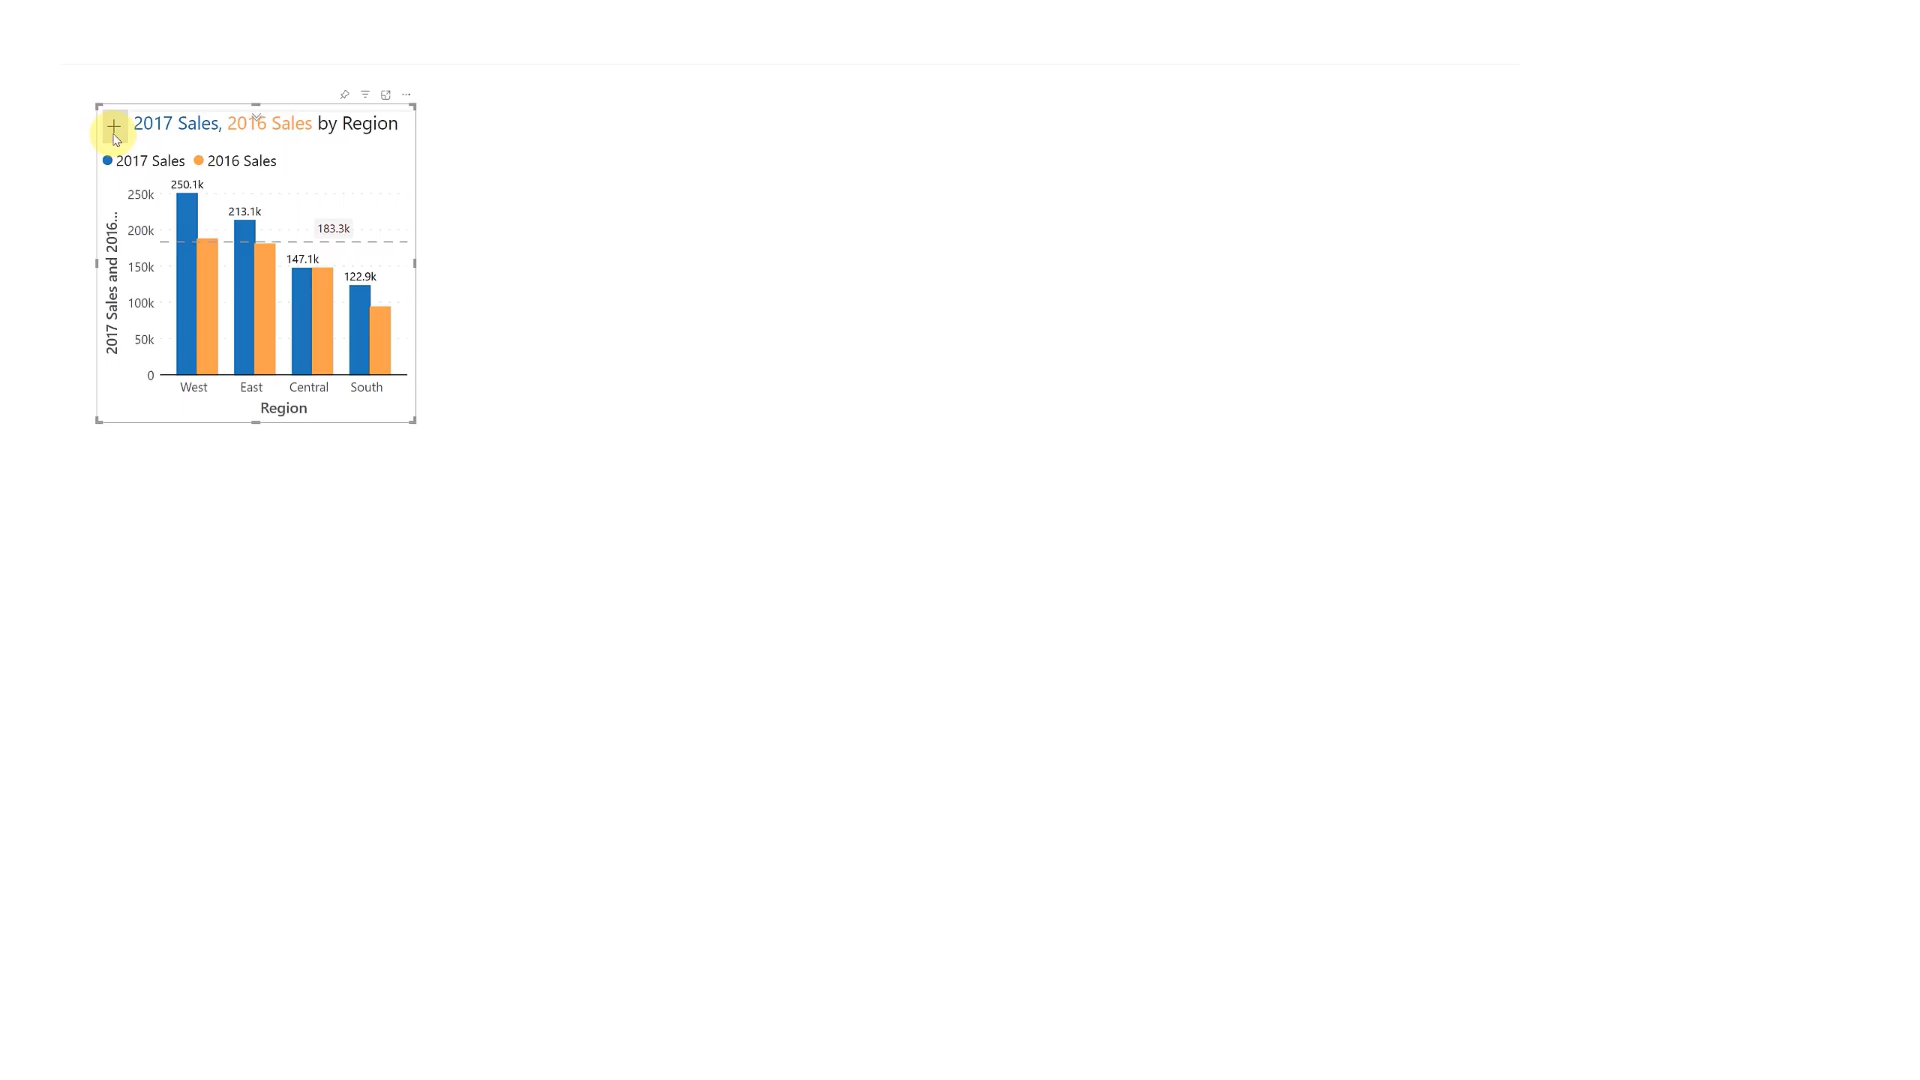 2017 Sales, 2016 Sales by Region
2017 Sales 2016 Sales
250.1k
250k
213.1k
200k
183.3k
150k
147.1k
122.9k
100k
50k
0
2017 Sales and 2016...
West East Central South
Region